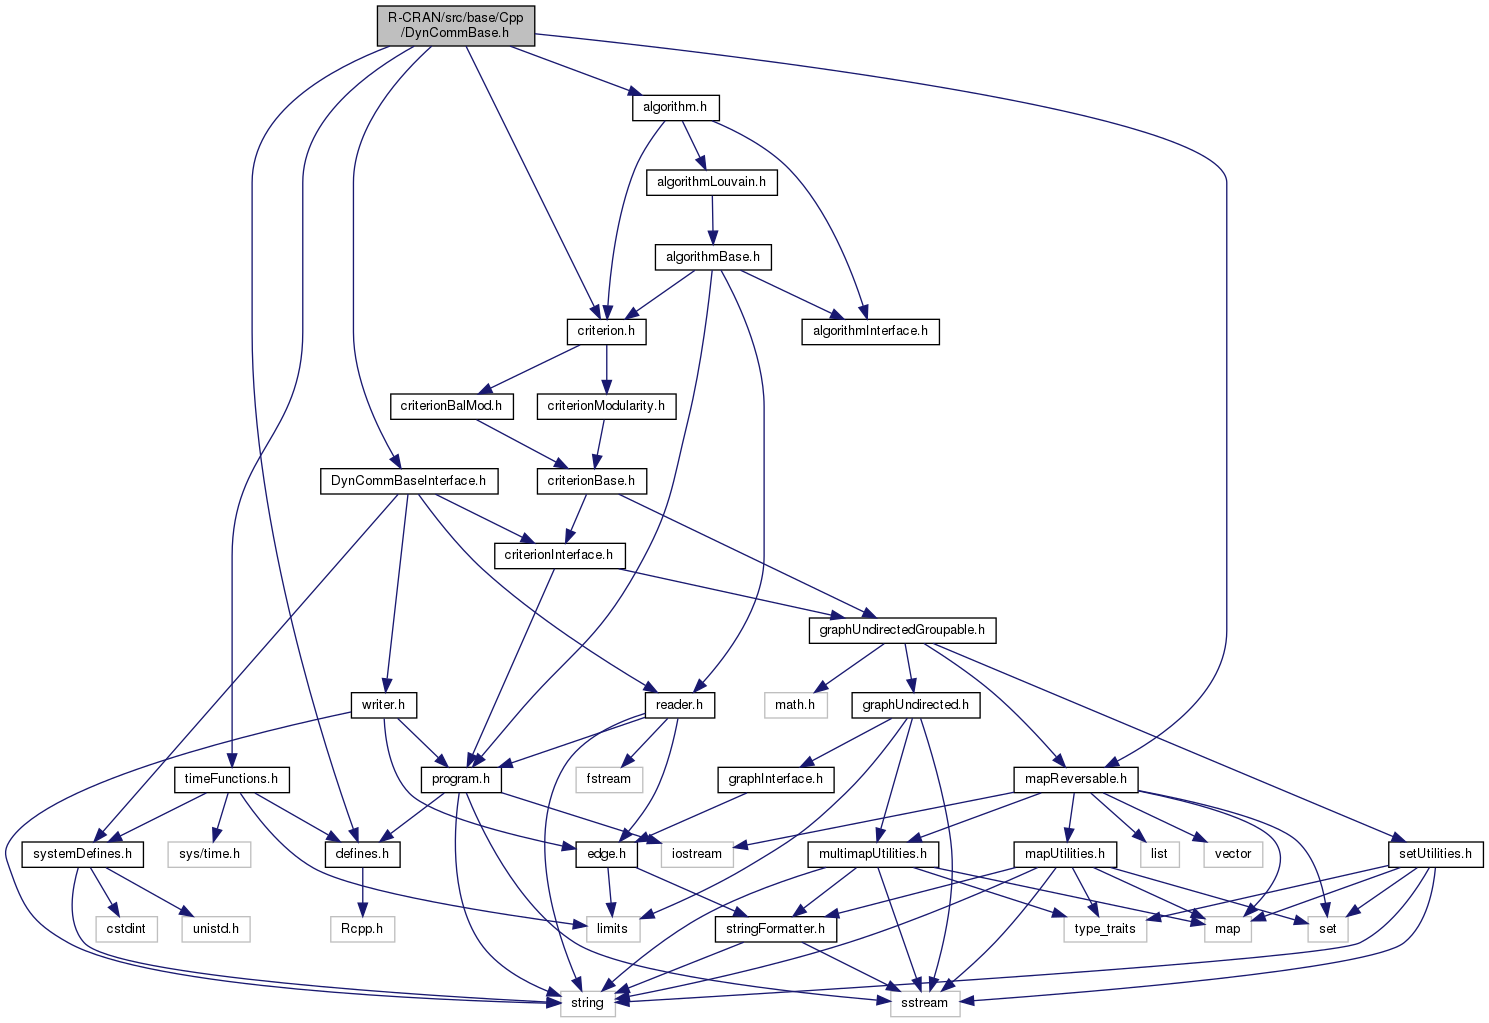 R-CRAN/src/base/Cpp
/DynCommBase.h
algorithm.h
algorithmLouvain.h
algorithmBase.h
criterion.h
algorithmInterface.h
criterionBalMod.h
criterionModularity.h
DynCommBaseInterface.h
criterionBase.h
criterionInterface.h
graphUndirectedGroupable.h
writer.h
reader.h
math.h
graphUndirected.h
timeFunctions.h
program.h
fstream
graphInterface.h
mapReversable.h
systemDefines.h
sys/time.h
defines.h
edge.h
iostream
multimapUtilities.h
mapUtilities.h
list
vector
setUtilities.h
cstdint
unistd.h
Rcpp.h
limits
stringFormatter.h
type_traits
map
set
string
sstream